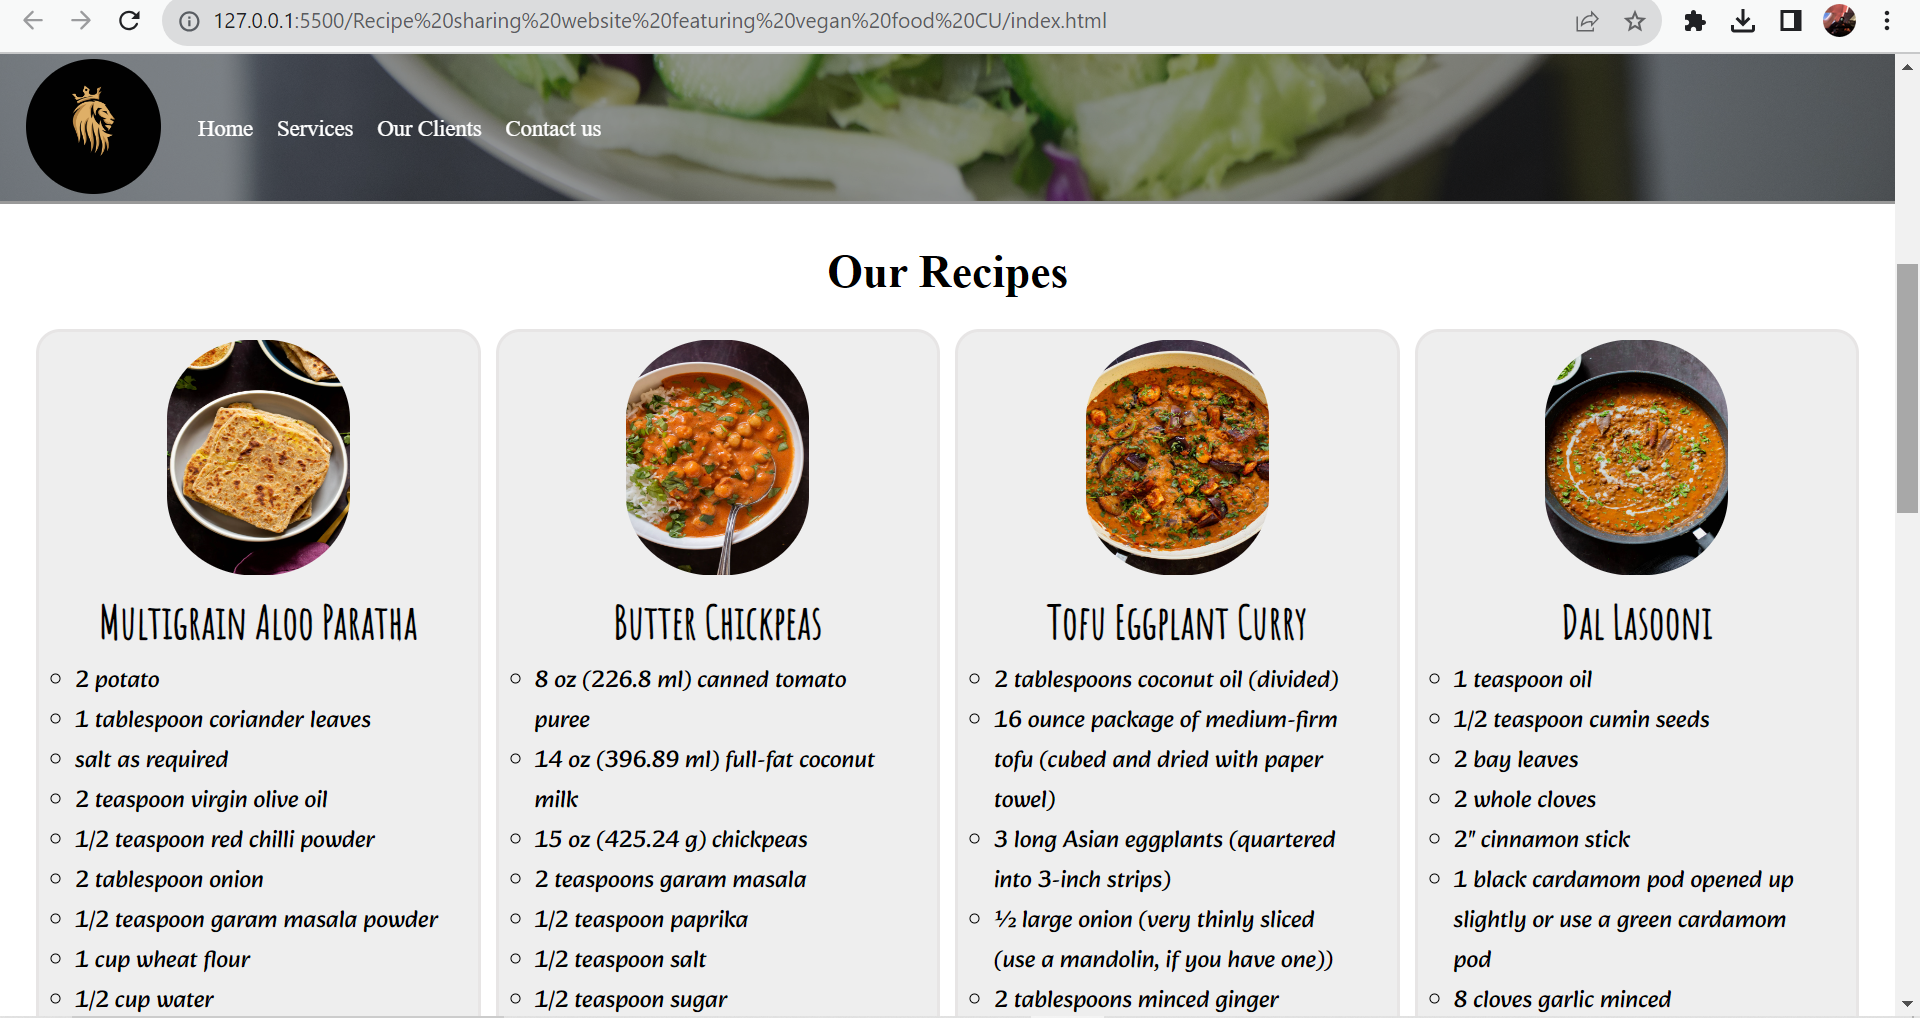 127.0.0.1:5500/Recipe%20sharing%20website%20featuring%20vegan%20food%20CU/index.html
Home Services Our Clients Contact us
Our Recipes
Multigrain Aloo Paratha
2 potato
1 tablespoon coriander leaves
salt as required
2 teaspoon virgin olive oil
1/2 teaspoon red chilli powder
2 tablespoon onion
1/2 teaspoon garam masala powder
1 cup wheat flour
1/2 cup water
Butter Chickpeas
8 oz (226.8 ml) canned tomato
puree
14 oz (396.89 ml) full-fat coconut
milk
15 oz (425.24 g) chickpeas
2 teaspoons garam masala
1/2 teaspoon paprika
1/2 teaspoon salt
1/2 teaspoon sugar
Tofu Eggplant Curry
2 tablespoons coconut oil (divided)
16 ounce package of medium-firm
tofu (cubed and dried with paper
towel)
3 long Asian eggplants (quartered
into 3-inch strips)
½ large onion (very thinly sliced
(use a mandolin, if you have one))
2 tablespoons minced ginger
Dal Lasooni
1 teaspoon oil
1/2 teaspoon cumin seeds
2 bay leaves
2 whole cloves
2" cinnamon stick
1 black cardamom pod opened up
slightly or use a green cardamom
pod
8 cloves garlic minced